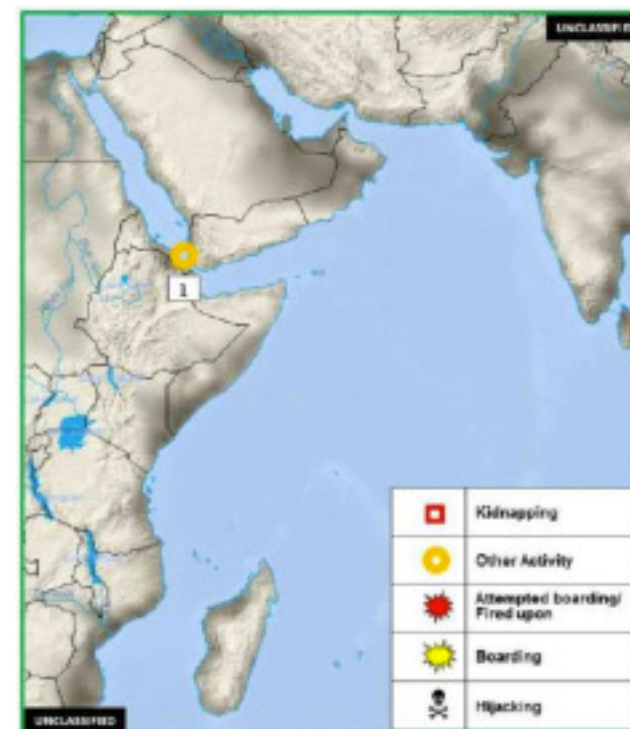 UNCLASSIFIED
1
Kidnapping
Other Activity
Attempted boarding/
Fired upon
Boarding
Hijacking
UNCLASSIFIED